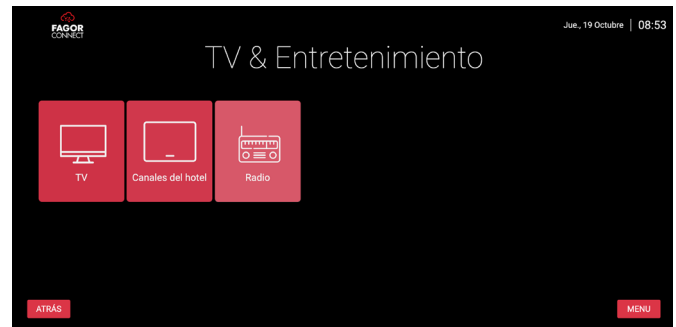 FAGOR
CONNECT
Jue., 19 Octubre | 08:53
TV & Entretenimiento
TV
Canales del hotel
Radio
ATRÁS
MENU